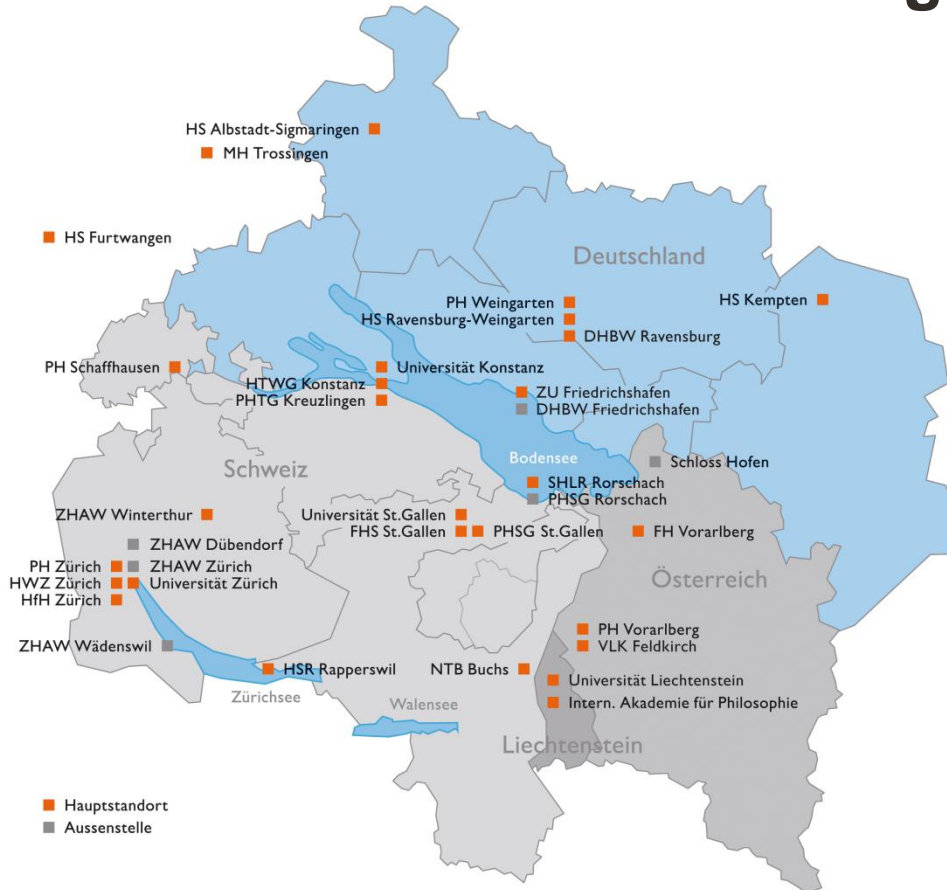 HS Albstadt-Sigmaringen
MH Trossingen
HS Furtwangen
Deutschland
PH Weingarten
HS Kempten
HS Ravensburg-Weingarten
DHBW Ravensburg
PH Schaffhausen
Universität Konstanz
HTWG Konstanz
ZU Friedrichshafen
PHTG Kreuzlingen
DHBW Friedrichshafen
Bodensee
Schloss Hofen
Schweiz
SHLR Rorschach
PHSG Rorschach
ZHAW Winterthur
Universität St.Gallen
FHS St.Gallen
PHSG St.Gallen
FH Vorarlberg
ZHAW Dübendorf
PH Zürich
ZHAW Zürich
HWZ Zürich
Universität Zürich
Österreich
HfH Zürich
PH Vorarlberg
ZHAW Wädenswil
VLK Feldkirch
HSR Rapperswil
NTB Buchs
Universität Liechtenstein
Zürichsee
Walensee
Intern. Akademie für Philosophie
Liechtenstein
Hauptstandort
Aussenstelle